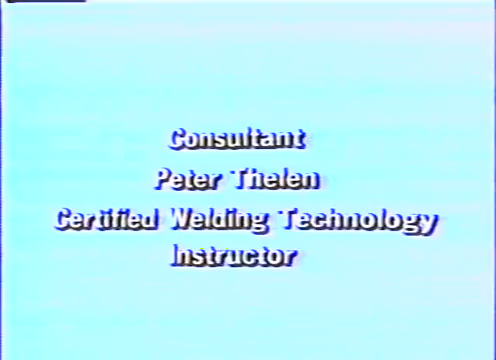 Consultant
Peter Thelen
Certified Welding Technology
Instructor